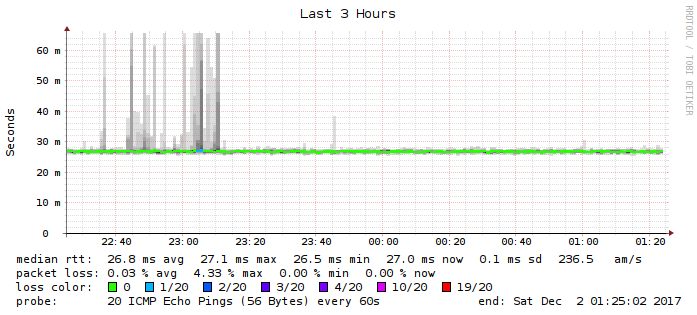 Last 3 Hours
RRDTOOL / TOBI OETIKER
Seconds
60 m
50 m
40 m
30 m
20 m
10 m
0
22:40 23:00 23:20 23:40 00:00 00:20 00:40 01:00 01:20
median rtt: 26.8 ms avg 27.1 ms max 26.5 ms min 27.0 ms now 0.1 ms sd 236.5 am/s
packet loss: 0.03 % avg 4.33 % max 0.00 % min 0.00 % now
loss color: 0 1/20 2/20 3/20 4/20 10/20 19/20
probe: 20 ICMP Echo Pings (56 Bytes) every 60s end: Sat Dec 2 01:25:02 2017